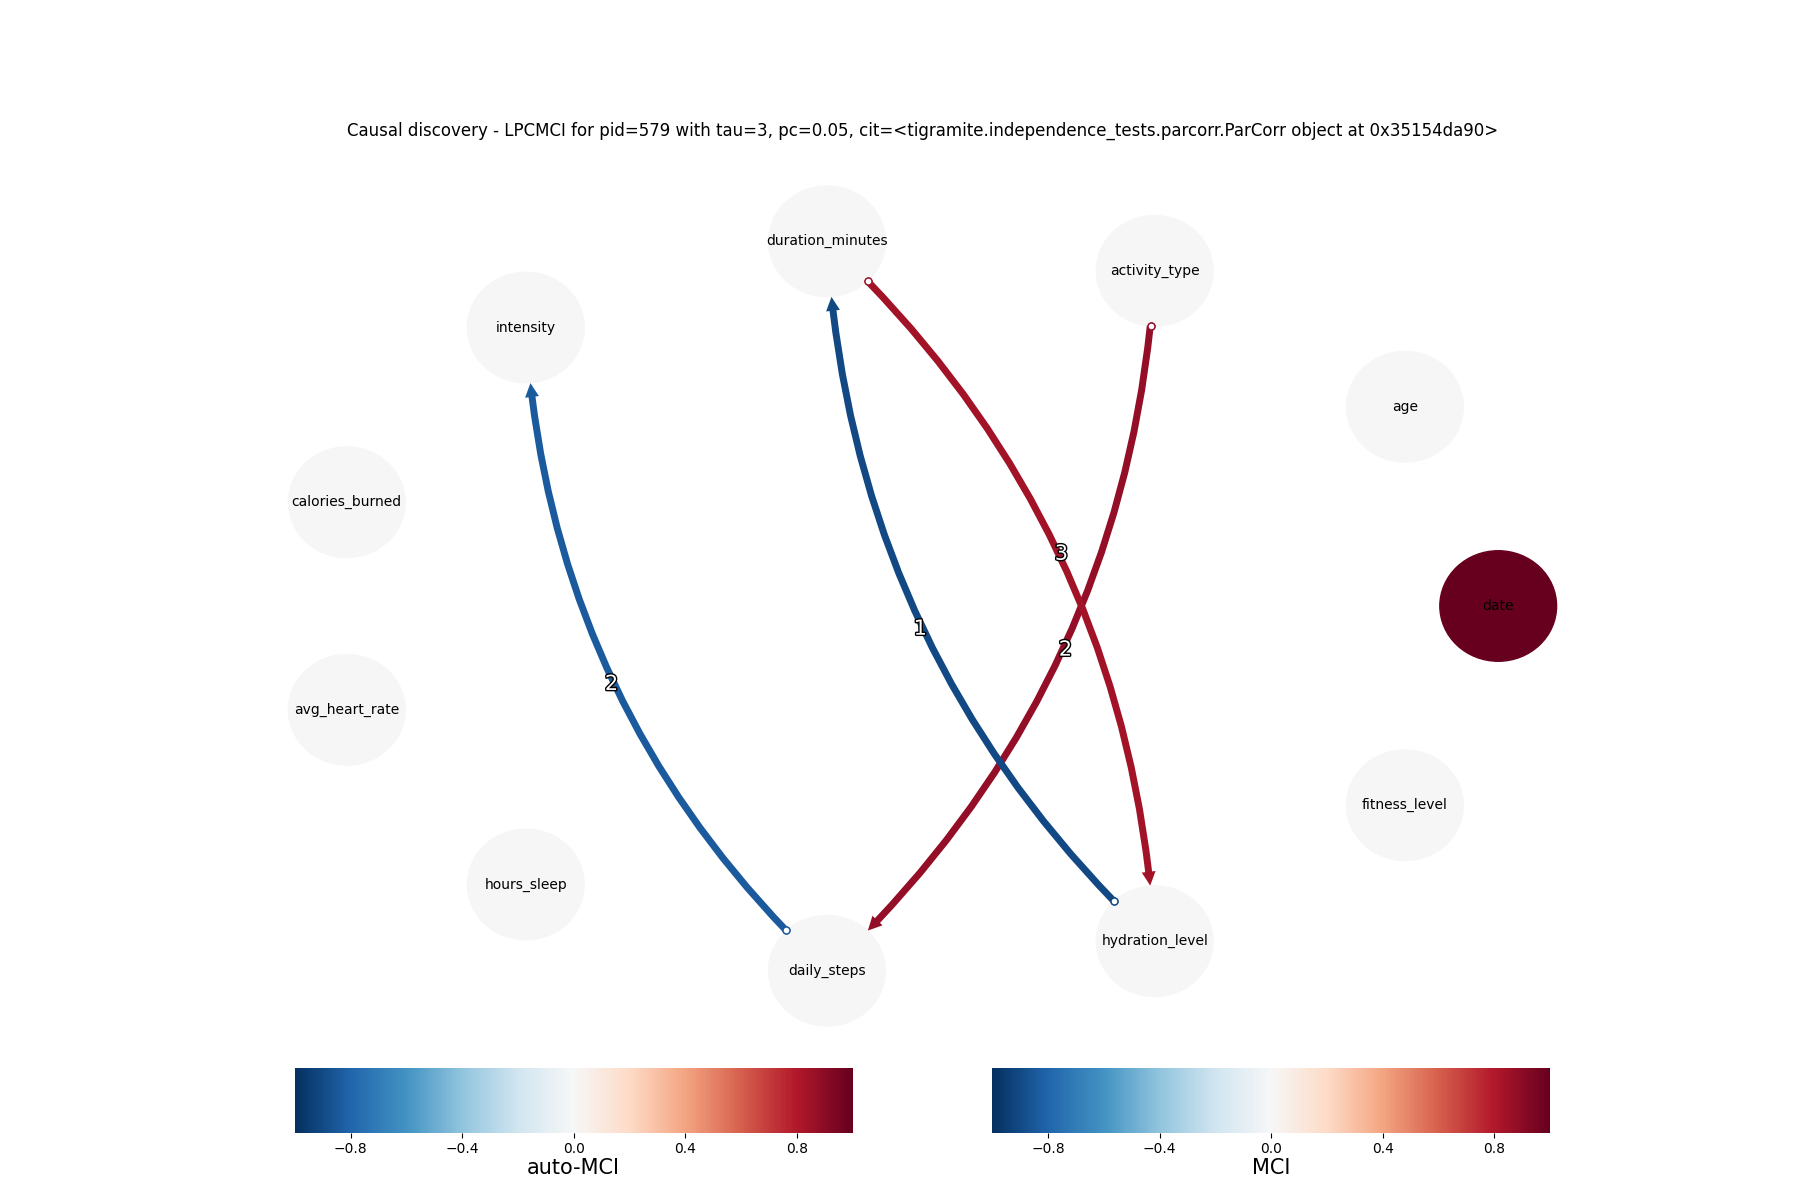 Causal discovery - LPCMCI for pid=579 with tau=3, pc=0.05, cit=<tigramite.independence_tests.parcorr.ParCorr object at 0x35154da90>
duration_minutes
activity_type
intensity
age
calories_burned
3
date
1
2
2
avg_heart_rate
fitness_level
hours_sleep
hydration_level
daily_steps
−0.8 −0.4 0.0 0.4 0.8
auto-MCI
−0.8 −0.4 0.0 0.4 0.8
MCI